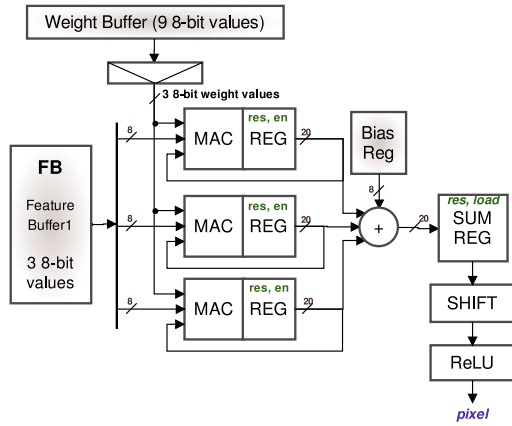 Weight Buffer (9 8-bit values)
3 8-bit weight values
8
MAC
res, en
REG
20
FB
Feature
Buffer1
3 8-bit
values
Bias
Reg
8
8
MAC
res, en
REG
20
+
20
res, load
SUM
REG
8
MAC
res, en
REG
20
SHIFT
ReLU
pixel